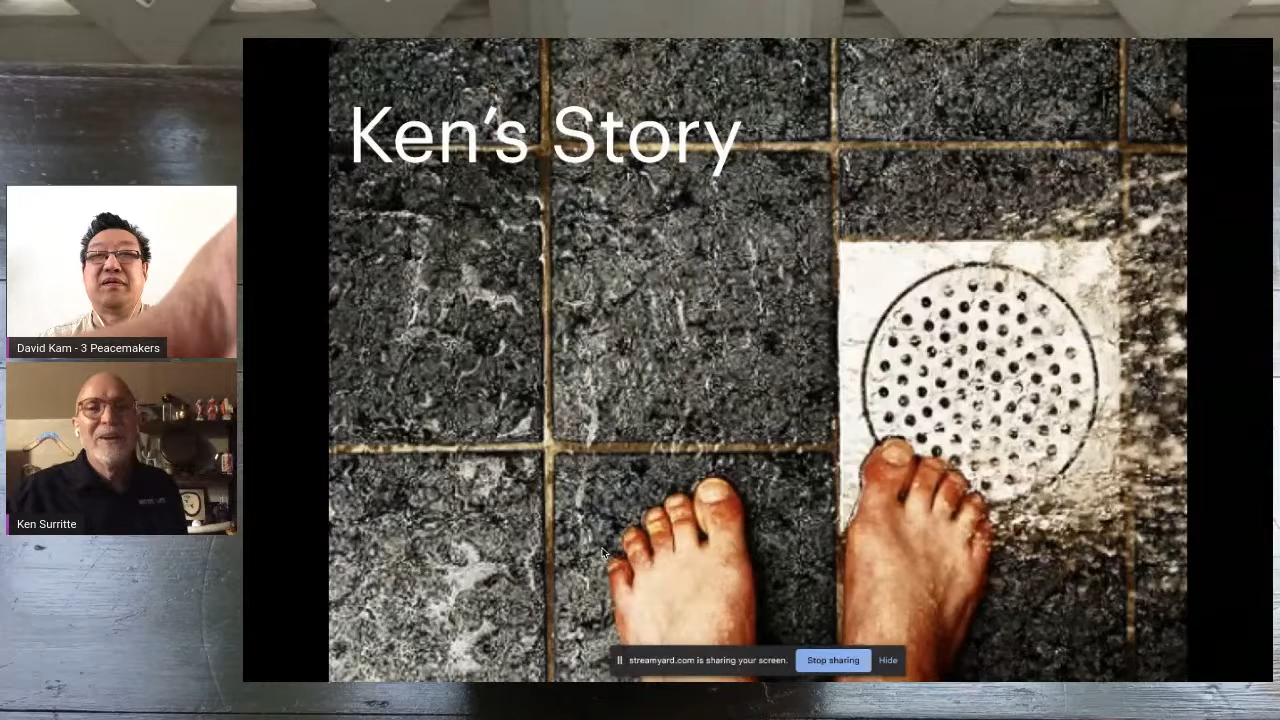 Ken's Story
David Kam - 3 Peacemakers
Ken Surritte
streamyard.com is sharing your screen.
Stop sharing
Hide